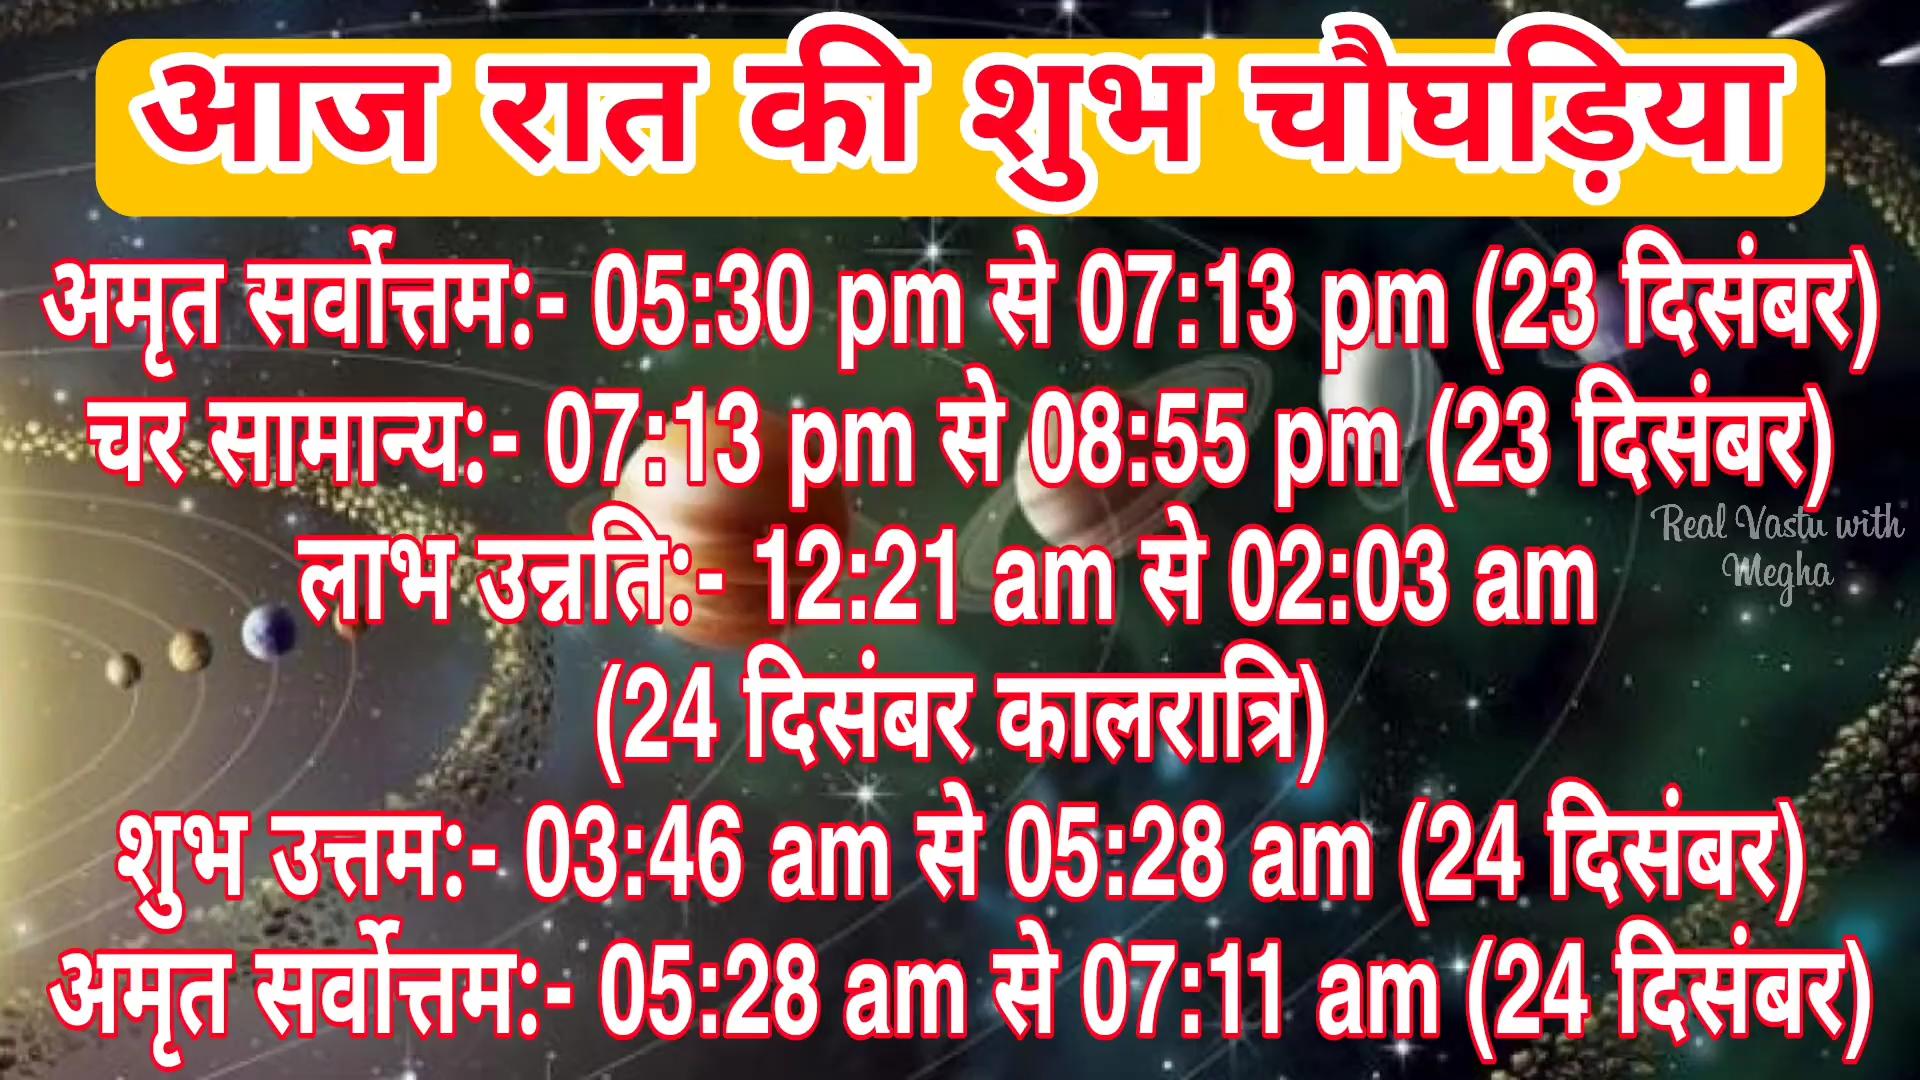 आज रात की शुभ चौघड़िया
अमृत सर्वोत्तम:- 05:30 pm से 07:13 pm (23 दिसंबर)
चर सामान्य:- 07:13 pm से 08:55 pm (23 दिसंबर)
Real Vastu with
Megha
लाभ उन्नति:- 12:21 am से 02:03 am
(24 दिसंबर कालरात्रि)
शुभ उत्तम:- 03:46 am से 05:28 am (24 दिसंबर)
अमृत सर्वोत्तम:- 05:28 am से 07:11 am (24 दिसंबर)